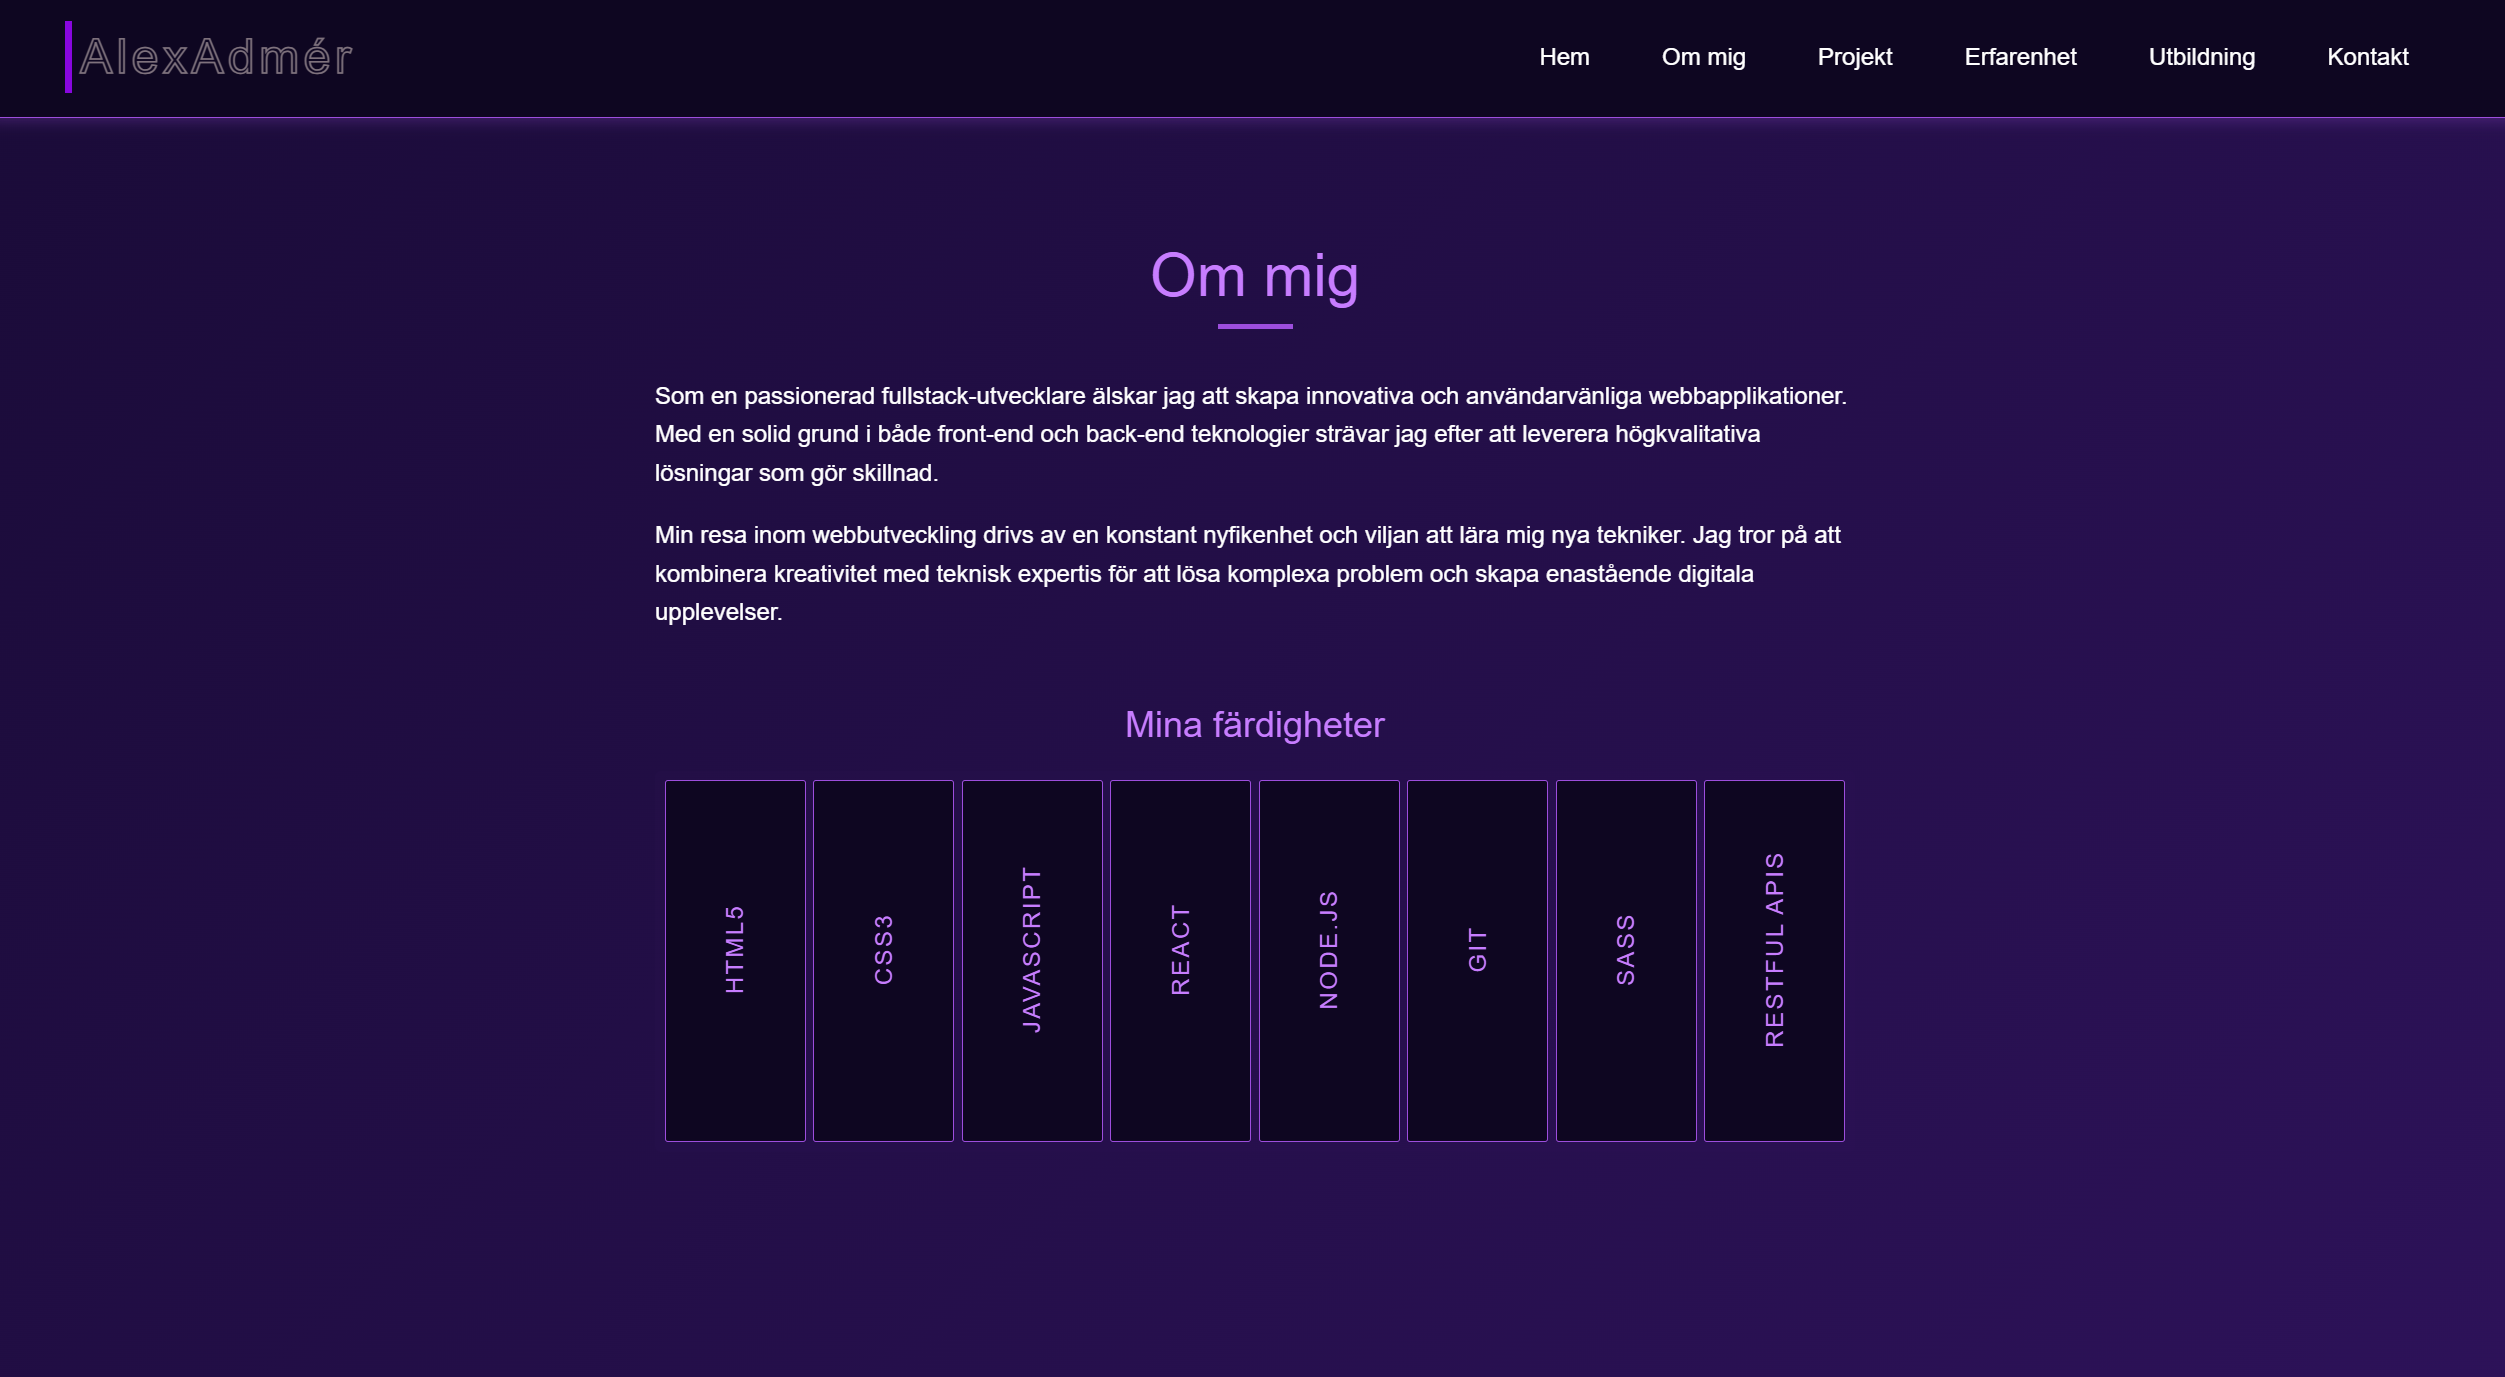 AlexAdmér
Hem Om mig Projekt Erfarenhet Utbildning Kontakt
Om mig
Som en passionerad fullstack-utvecklare älskar jag att skapa innovativa och användarvänliga webbapplikationer.
Med en solid grund i både front-end och back-end teknologier strävar jag efter att leverera högkvalitativa
lösningar som gör skillnad.
Min resa inom webbutveckling drivs av en konstant nyfikenhet och viljan att lära mig nya tekniker. Jag tror på att
kombinera kreativitet med teknisk expertis för att lösa komplexa problem och skapa enastående digitala
upplevelser.
Mina färdigheter
HTML5
CSS3
JAVASCRIPT
REACT
NODE.JS
GIT
SASS
RESTFUL APIS